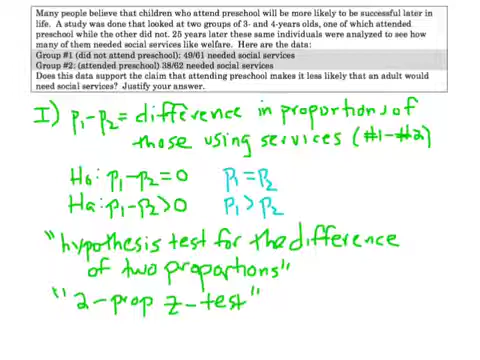 Many people believe that children who attend preschool will be more likely to be successful later in
life. A study was done that looked at two groups of 3- and 4-years olds, one of which attended
preschool while the other did not. 25 years later these same individuals were analyzed to see how
many of them needed social services like welfare. Here are the data:
Group #1 (did not attend preschool): 49/61 needed social services
Group #2: (attended preschool) 38/62 needed social services
Does this data support the claim that attending preschool makes it less likely that an adult would
need social services? Justify your answer.
I) p₁-p₂ = difference in proportions of
those using services (#1-#2)
H₀: p₁-p₂=0 p₁=p₂
Ha: p₁-p₂>0 p₁>p₂
"hypothesis test for the difference
of two proportions"
"2-prop z-test"